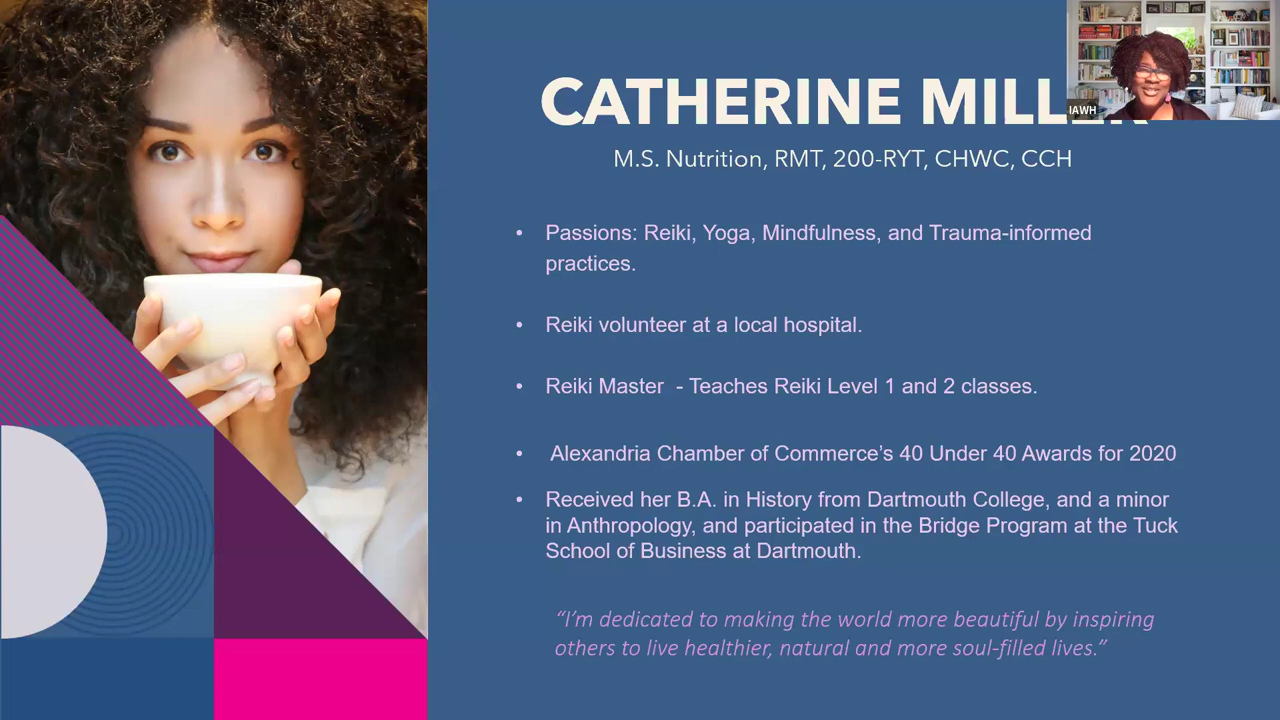 CATHERINE MILLER
IAWH
M.S. Nutrition, RMT, 200-RYT, CHWC, CCH
• Passions: Reiki, Yoga, Mindfulness, and Trauma-informed
practices.
• Reiki volunteer at a local hospital.
• Reiki Master - Teaches Reiki Level 1 and 2 classes.
• Alexandria Chamber of Commerce’s 40 Under 40 Awards for 2020
• Received her B.A. in History from Dartmouth College, and a minor
in Anthropology, and participated in the Bridge Program at the Tuck
School of Business at Dartmouth.
“I’m dedicated to making the world more beautiful by inspiring
others to live healthier, natural and more soul-filled lives.”